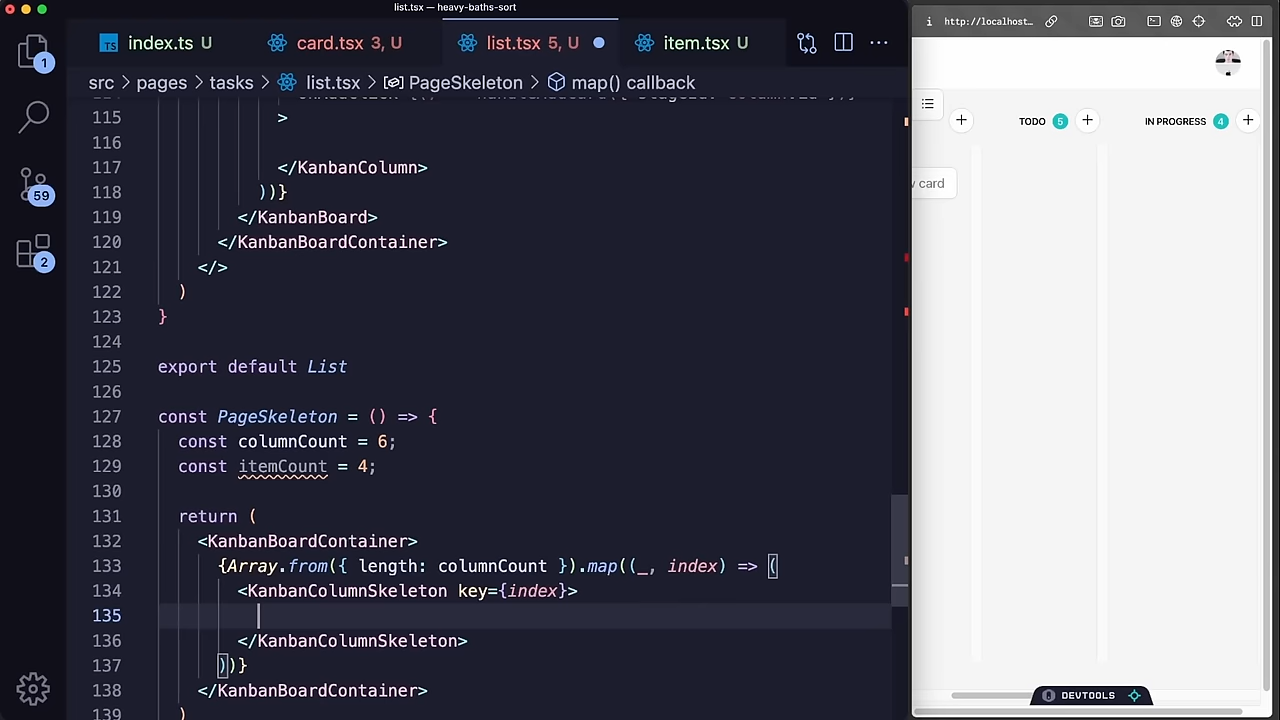 list.tsx — heavy-baths-sort
index.ts U
card.tsx 3, U
list.tsx 5, U
item.tsx U
src > pages > tasks > list.tsx > PageSkeleton > map() callback
115 >
116
117 </KanbanColumn>
118 ))}
119 </KanbanBoard>
120 </KanbanBoardContainer>
121 </>
122 )
123 }
124
125 export default List
126
127 const PageSkeleton = () => {
128 const columnCount = 6;
129 const itemCount = 4;
130
131 return (
132 <KanbanBoardContainer>
133 {Array.from({ length: columnCount }).map((_, index) => (
134 <KanbanColumnSkeleton key={index}>
135
136 </KanbanColumnSkeleton>
137 ))}
138 </KanbanBoardContainer>
139 )
1
59
2
http://localhost...
TODO 5
IN PROGRESS 4
w card
DEVTOOLS